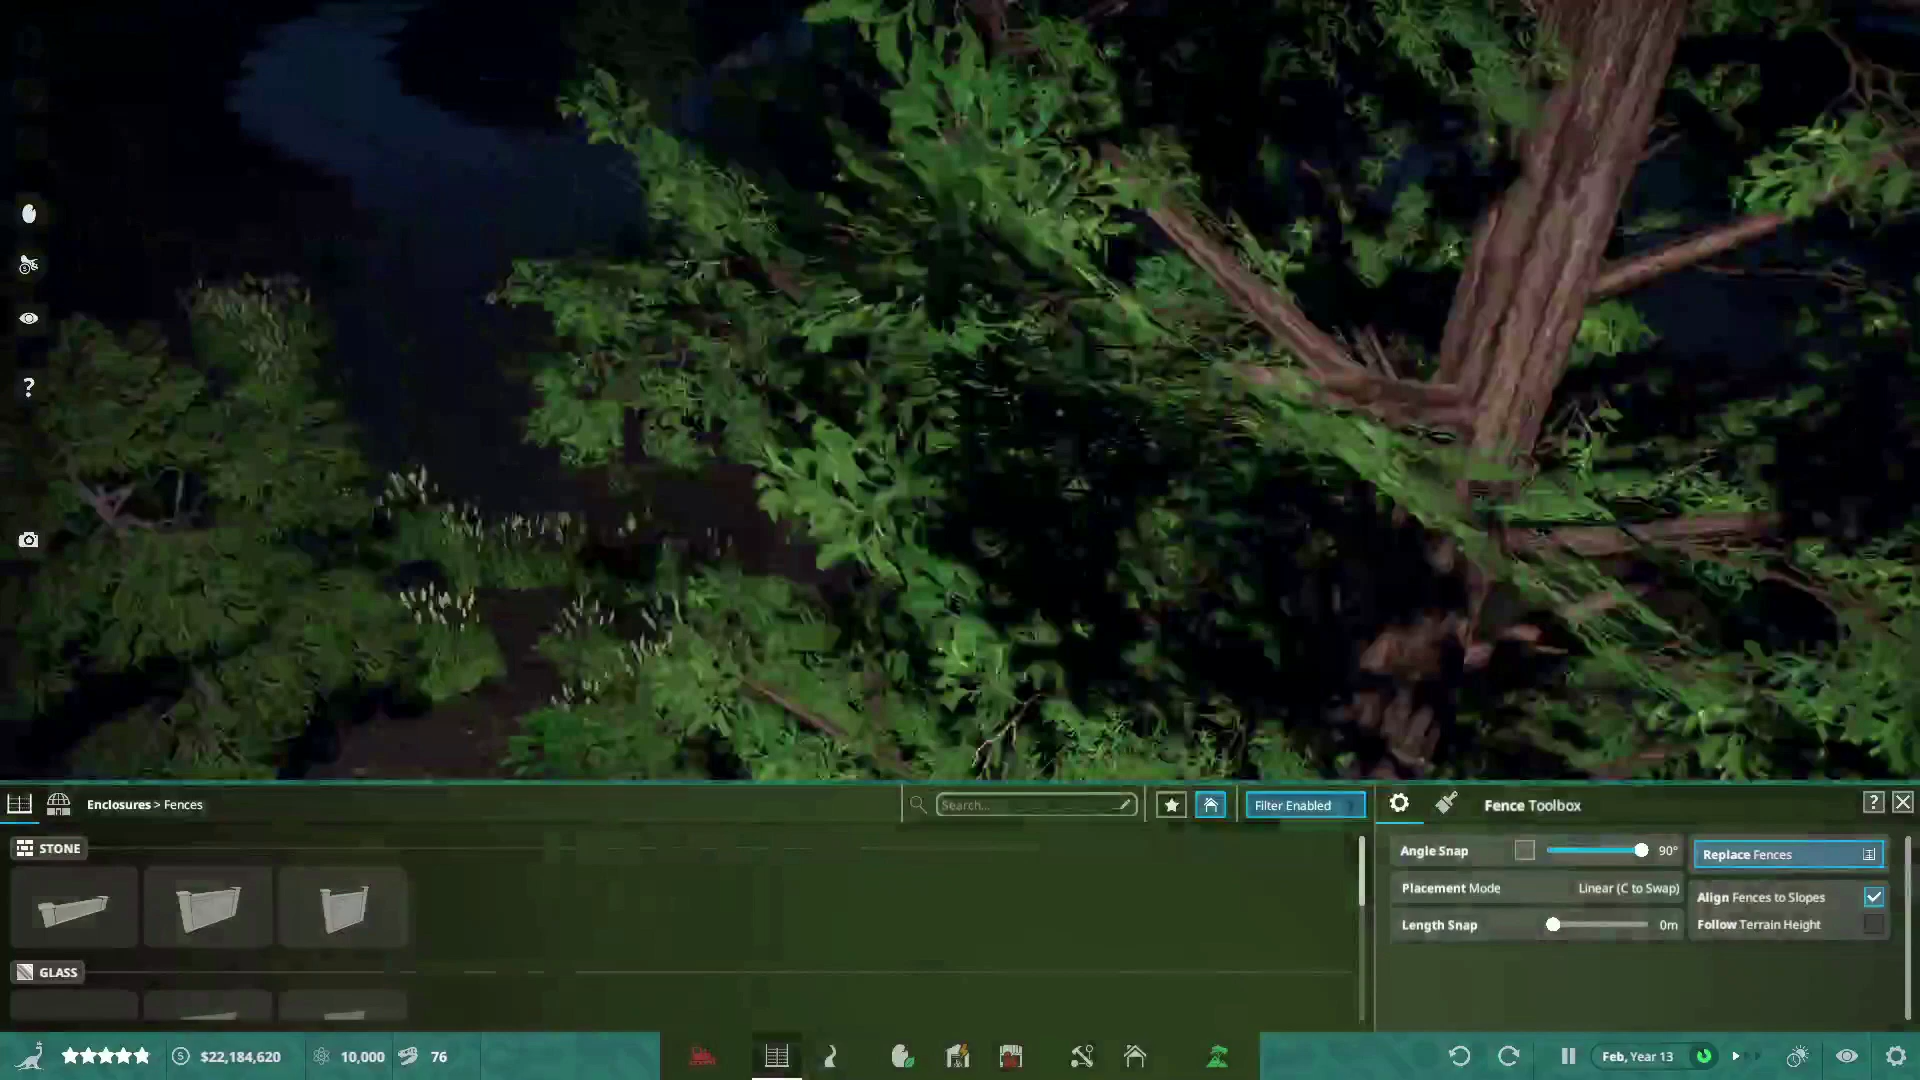 ?
Enclosures > Fences
Search...
Filter Enabled
Fence Toolbox
?
STONE
Angle Snap
90°
Replace Fences
Placement Mode
Linear (C to Swap)
Align Fences to Slopes
Length Snap
0m
Follow Terrain Height
GLASS
$22,184,620
10,000
76
Feb, Year 13